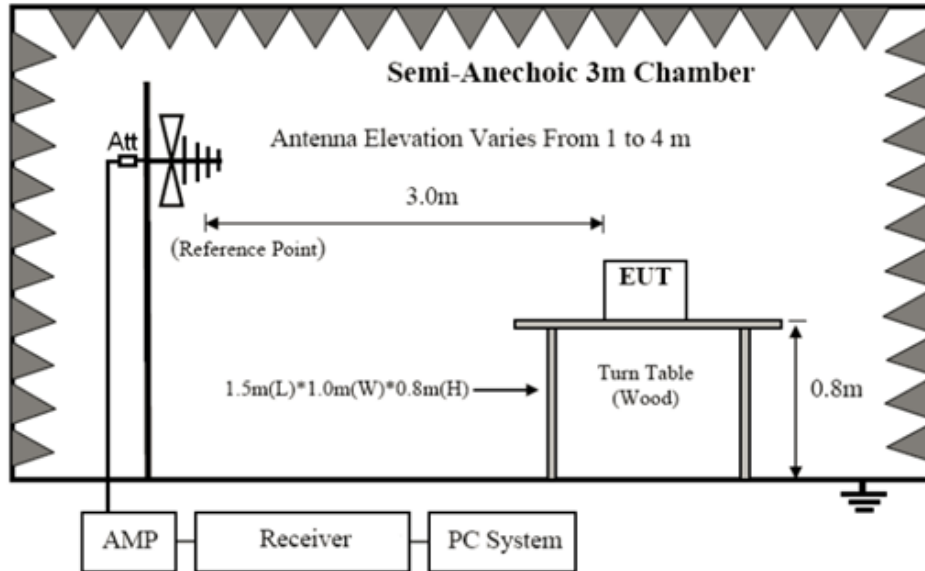 Semi-Anechoic 3m Chamber
Att
Antenna Elevation Varies From 1 to 4 m
3.0m
(Reference Point)
EUT
1.5m(L)*1.0m(W)*0.8m(H)
Turn Table
(Wood)
0.8m
AMP
Receiver
PC System